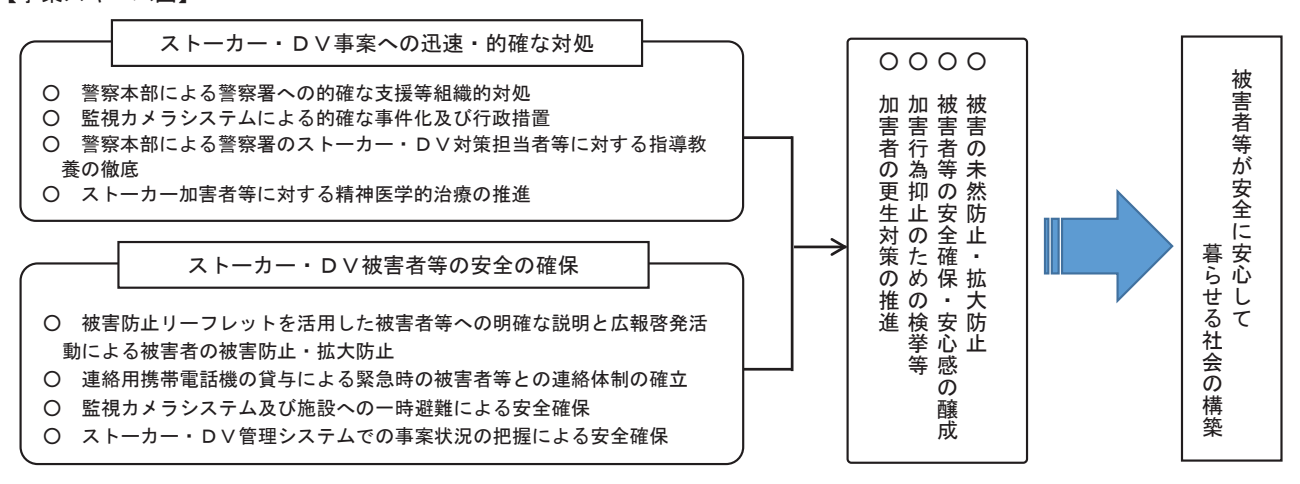 ストーカー・ＤＶ事案への迅速・的確な対処
○　警察本部による警察署への的確な支援等組織的対処
○　監視カメラシステムによる的確な事件化及び行政措置
○　警察本部による警察署のストーカー・ＤＶ対策担当者等に対する指導教
養の徹底
○　ストーカー加害者等に対する精神医学的治療の推進
ストーカー・ＤＶ被害者等の安全の確保
○　被害防止リーフレットを活用した被害者等への明確な説明と広報啓発活
動による被害者の被害防止・拡大防止
○　連絡用携帯電話機の貸与による緊急時の被害者等との連絡体制の確立
○　監視カメラシステム及び施設への一時避難による安全確保
○　ストーカー・ＤＶ管理システムでの事案状況の把握による安全確保
○　被害の未然防止・拡大防止
○　被害者等の安全確保・安心感の醸成
○　加害行為抑止のための検挙等
○　加害者の更生対策の推進
被害者等が安全に安心して
暮らせる社会の構築